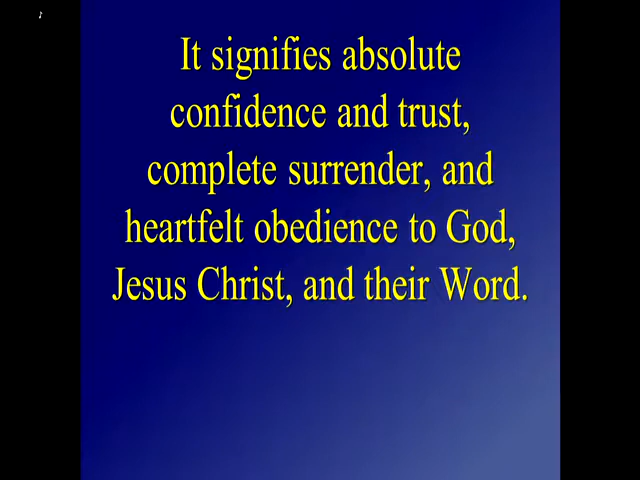 It signifies absolute
confidence and trust,
complete surrender, and
heartfelt obedience to God,
Jesus Christ, and their Word.